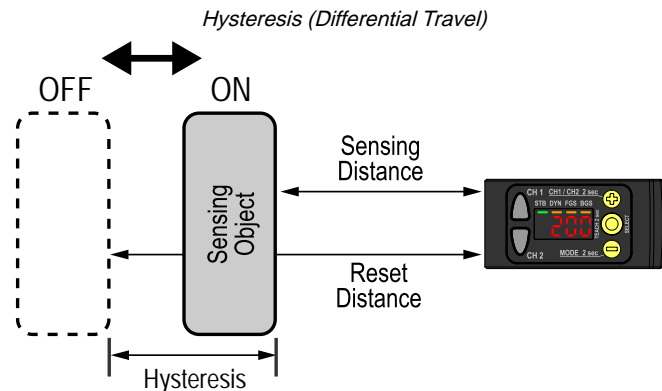 Hysteresis (Differential Travel)
OFF
ON
Sensing
Distance
Sensing
Object
CH 1
CH1 / CH2 2 sec
STB DYN FGS BGS
200
TEACH 2 sec
SELECT
CH 2
MODE 2 sec
Reset
Distance
Hysteresis